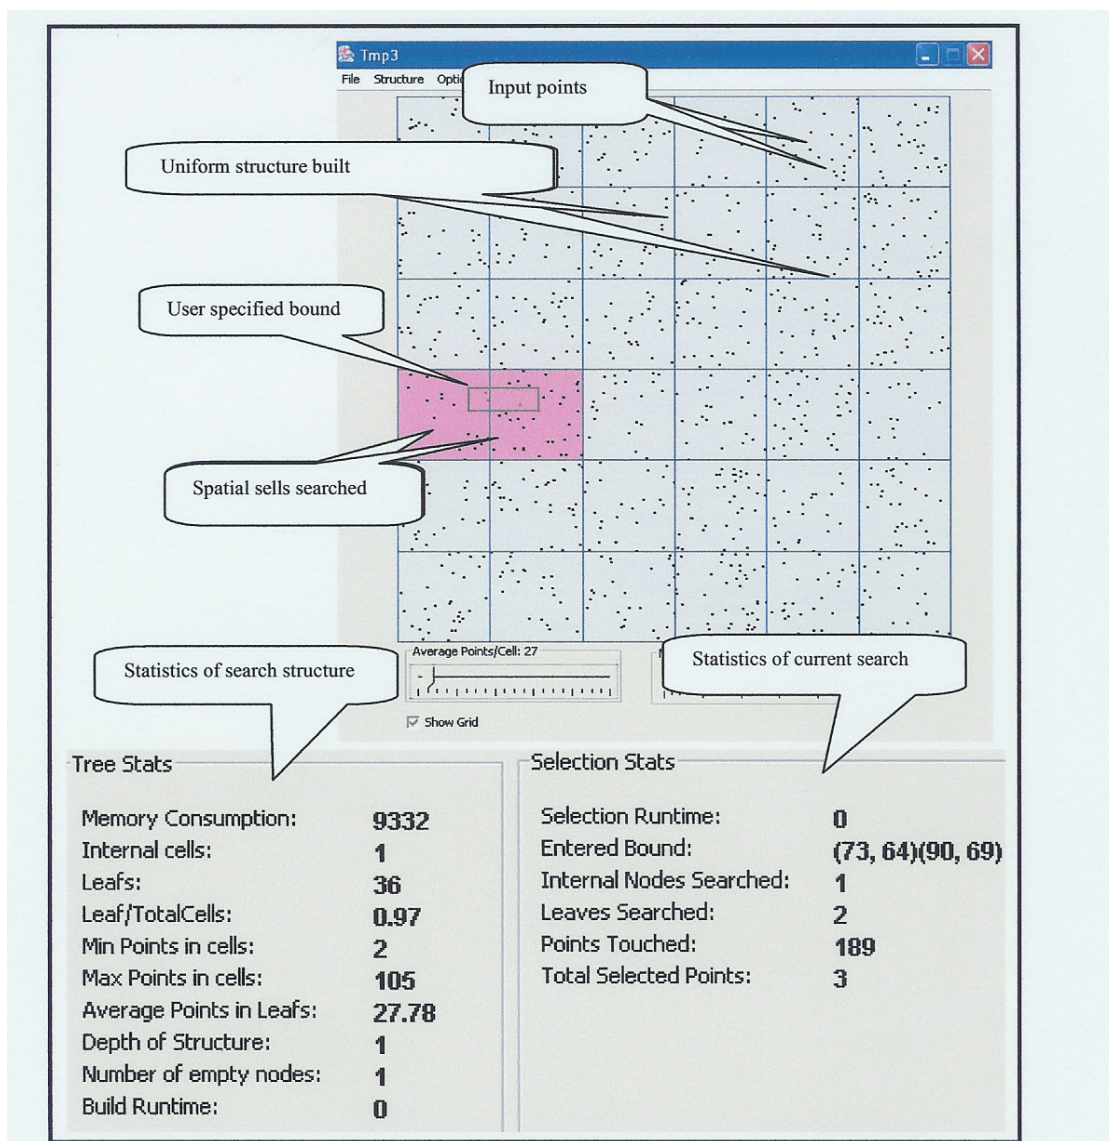 Tmp3
File Structure
Input points
Uniform structure built
User specified bound
Spatial sells searched
Average Points/Cell: 27
Statistics of search structure
Statistics of current search
Show Grid
Tree Stats
Memory Consumption: 9332
Internal cells: 1
Leafs: 36
Leaf/TotalCells: 0.97
Min Points in cells: 2
Max Points in cells: 105
Average Points in Leafs: 27.78
Depth of Structure: 1
Number of empty nodes: 1
Build Runtime: 0
Selection Stats
Selection Runtime: 0
Entered Bound: (73, 64)(90, 69)
Internal Nodes Searched: 1
Leaves Searched: 2
Points Touched: 189
Total Selected Points: 3